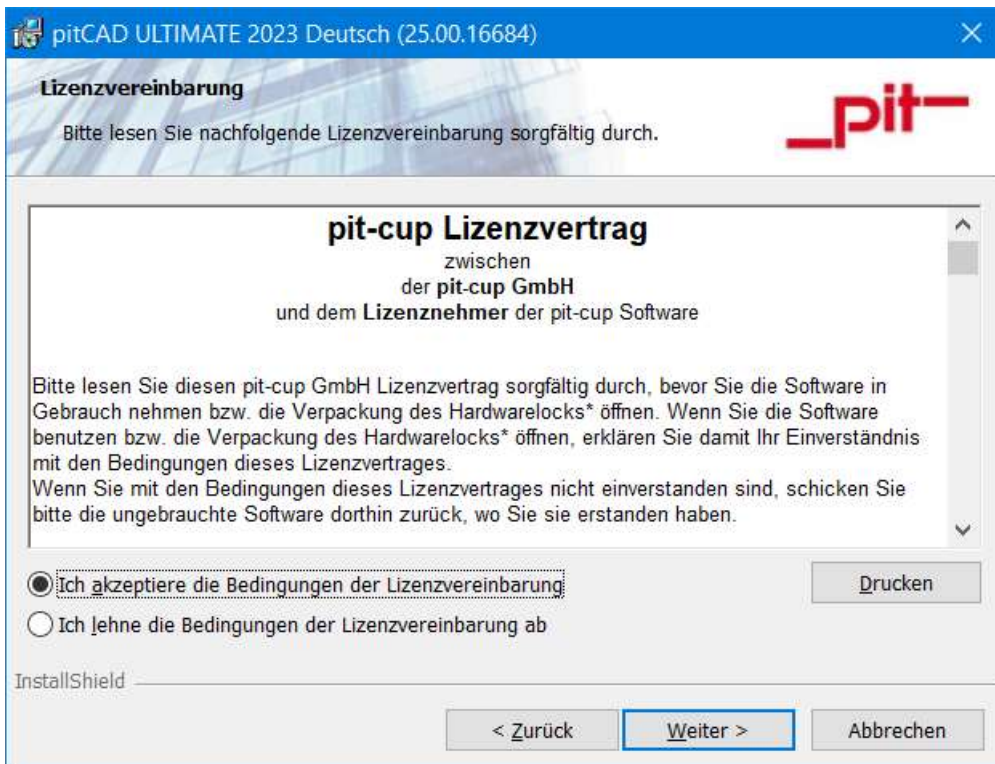 pitCAD ULTIMATE 2023 Deutsch (25.00.16684)
Lizenzvereinbarung
Bitte lesen Sie nachfolgende Lizenzvereinbarung sorgfältig durch.
_pit-
pit-cup Lizenzvertrag
zwischen
der pit-cup GmbH
und dem Lizenznehmer der pit-cup Software
Bitte lesen Sie diesen pit-cup GmbH Lizenzvertrag sorgfältig durch, bevor Sie die Software in
Gebrauch nehmen bzw. die Verpackung des Hardwarelocks* öffnen. Wenn Sie die Software
benutzen bzw. die Verpackung des Hardwarelocks* öffnen, erklären Sie damit Ihr Einverständnis
mit den Bedingungen dieses Lizenzvertrages.
Wenn Sie mit den Bedingungen dieses Lizenzvertrages nicht einverstanden sind, schicken Sie
bitte die ungebrauchte Software dorthin zurück, wo Sie sie erstanden haben.
Ich akzeptiere die Bedingungen der Lizenzvereinbarung
Drucken
Ich lehne die Bedingungen der Lizenzvereinbarung ab
InstallShield
< Zurück
Weiter >
Abbrechen